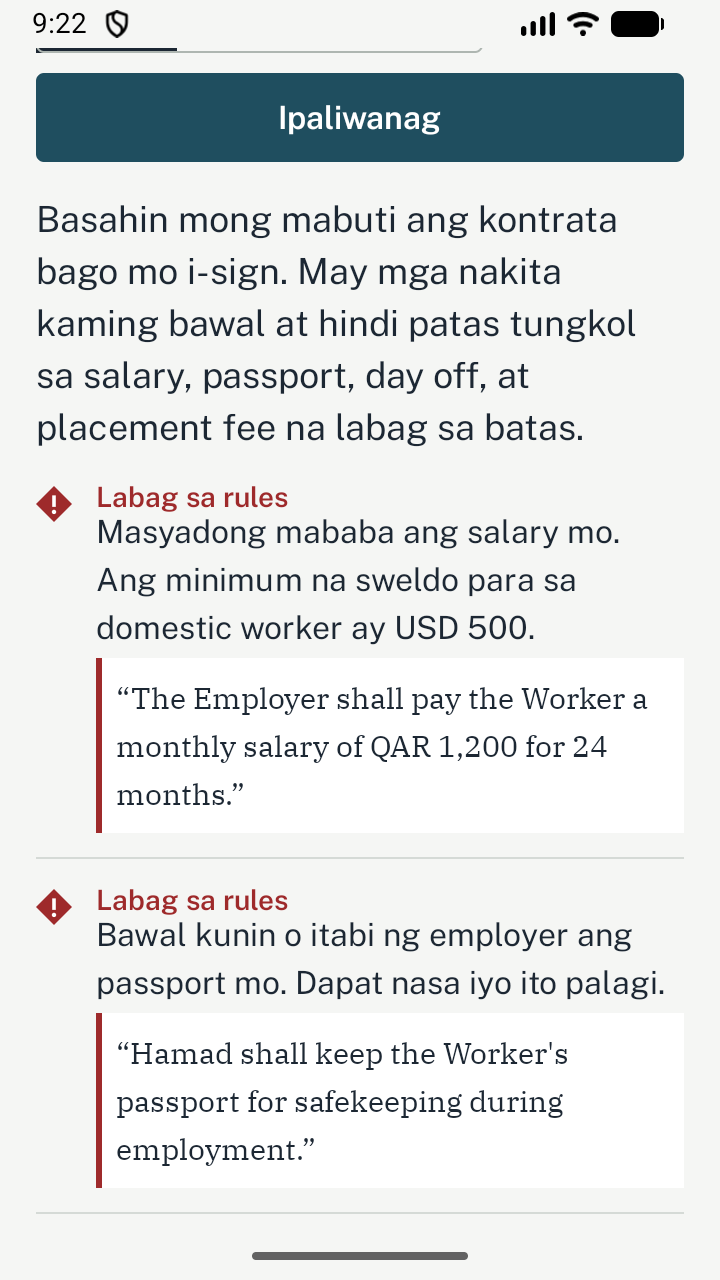 9:22
Ipaliwanag
Basahin mong mabuti ang kontrata
bago mo i-sign. May mga nakita
kaming bawal at hindi patas tungkol
sa salary, passport, day off, at
placement fee na labag sa batas.
Labag sa rules
Masyadong mababa ang salary mo.
Ang minimum na sweldo para sa
domestic worker ay USD 500.
“The Employer shall pay the Worker a
monthly salary of QAR 1,200 for 24
months.”
Labag sa rules
Bawal kunin o itabi ng employer ang
passport mo. Dapat nasa iyo ito palagi.
“Hamad shall keep the Worker's
passport for safekeeping during
employment.”